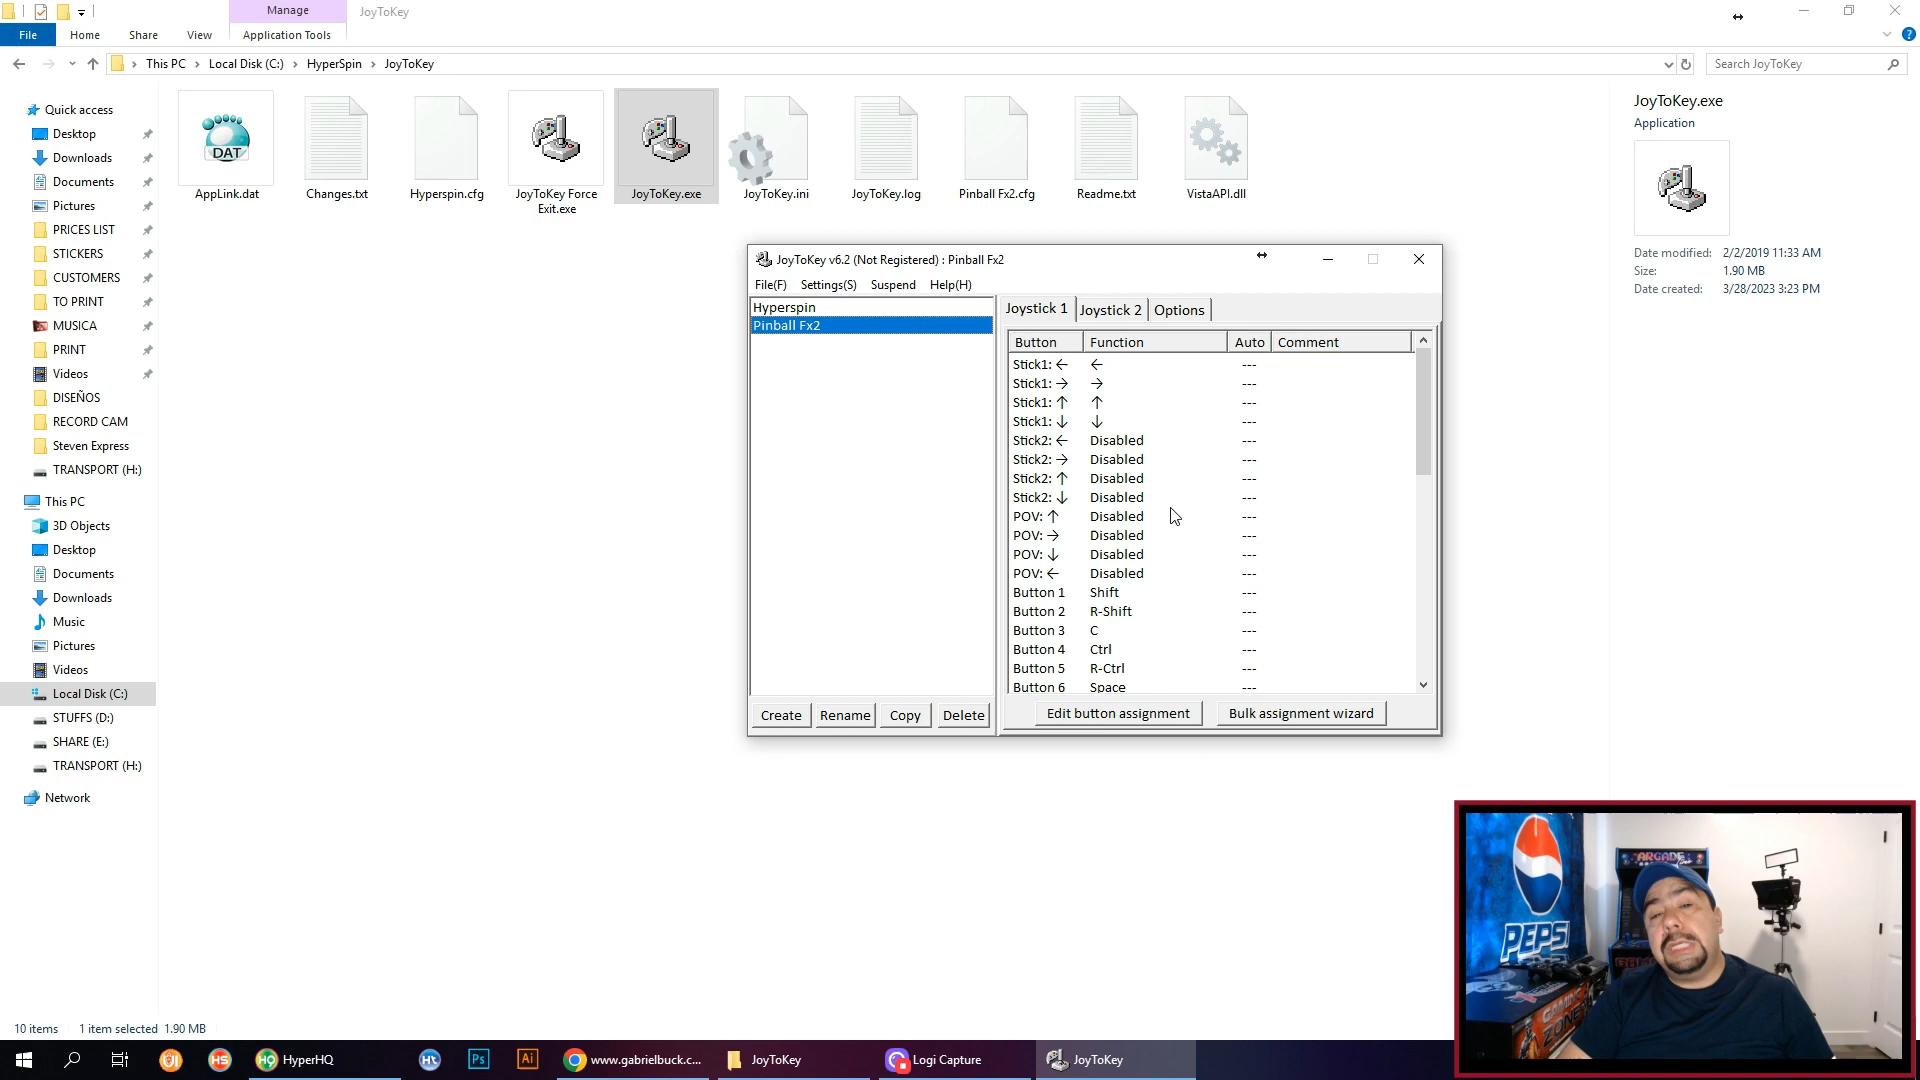 Manage
JoyToKey
File
Home
Share
View
Application Tools
This PC
Local Disk (C:)
HyperSpin
JoyToKey
Search JoyToKey
Quick access
Desktop
Downloads
Documents
Pictures
PRICES LIST
STICKERS
CUSTOMERS
TO PRINT
MUSICA
PRINT
Videos
DISEÑOS
RECORD CAM
Steven Express
TRANSPORT (H:)
This PC
3D Objects
Desktop
Documents
Downloads
Music
Pictures
Videos
Local Disk (C:)
STUFFS (D:)
SHARE (E:)
TRANSPORT (H:)
Network
DAT
AppLink.dat
Changes.txt
Hyperspin.cfg
JoyToKey Force
Exit.exe
JoyToKey.exe
JoyToKey.ini
JoyToKey.log
Pinball Fx2.cfg
Readme.txt
VistaAPI.dll
JoyToKey.exe
Application
Date modified: 2/2/2019 11:33 AM
Size: 1.90 MB
Date created: 3/28/2023 3:23 PM
JoyToKey v6.2 (Not Registered) : Pinball Fx2
File(F) Settings(S) Suspend Help(H)
Hyperspin
Pinball Fx2
Joystick 1 Joystick 2 Options
Button Function Auto Comment
Stick1: ← ← ---
Stick1: → → ---
Stick1: ↑ ↑ ---
Stick1: ↓ ↓ ---
Stick2: ← Disabled ---
Stick2: → Disabled ---
Stick2: ↑ Disabled ---
Stick2: ↓ Disabled ---
POV: ↑ Disabled ---
POV: → Disabled ---
POV: ↓ Disabled ---
POV: ← Disabled ---
Button 1 Shift ---
Button 2 R-Shift ---
Button 3 C ---
Button 4 Ctrl ---
Button 5 R-Ctrl ---
Button 6 Space ---
Create Rename Copy Delete
Edit button assignment Bulk assignment wizard
ARCADE
PEPS
GAMING
ZONE
10 items 1 item selected 1.90 MB
HS
HQ
HyperHQ
Ht
Ps
Ai
www.gabrielbuck.c...
JoyToKey
Logi Capture
JoyToKey